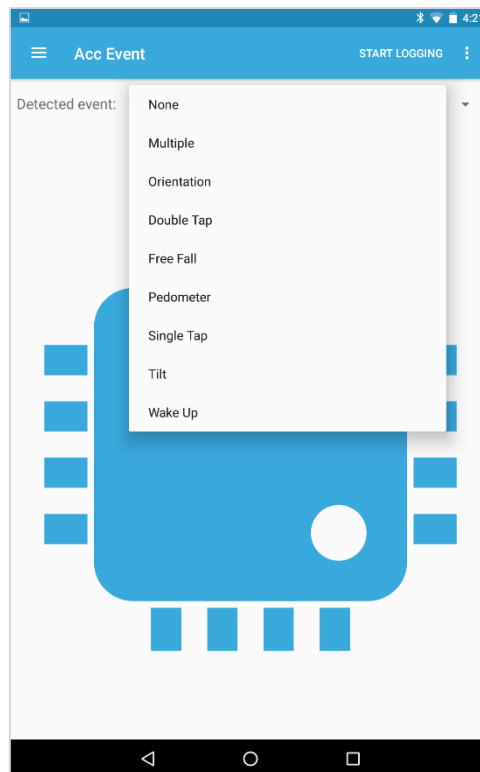 4:21
Acc Event START LOGGING
Detected event:
None
Multiple
Orientation
Double Tap
Free Fall
Pedometer
Single Tap
Tilt
Wake Up